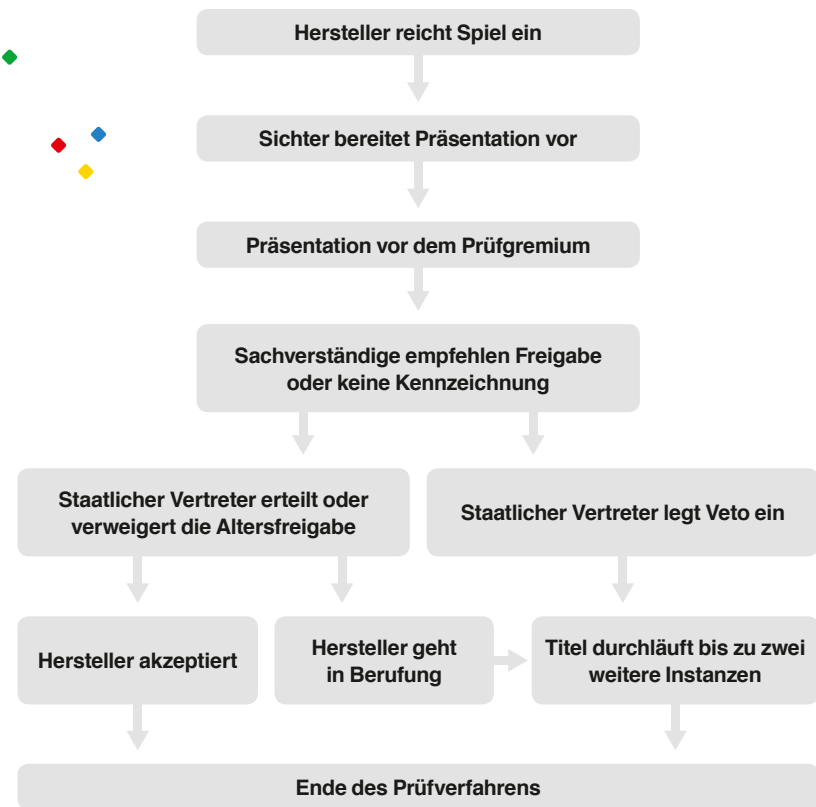 Hersteller reicht Spiel ein
Sichter bereitet Präsentation vor
Präsentation vor dem Prüfgremium
Sachverständige empfehlen Freigabe
oder keine Kennzeichnung
Staatlicher Vertreter erteilt oder
verweigert die Altersfreigabe
Staatlicher Vertreter legt Veto ein
Hersteller akzeptiert
Hersteller geht
in Berufung
Titel durchläuft bis zu zwei
weitere Instanzen
Ende des Prüfverfahrens